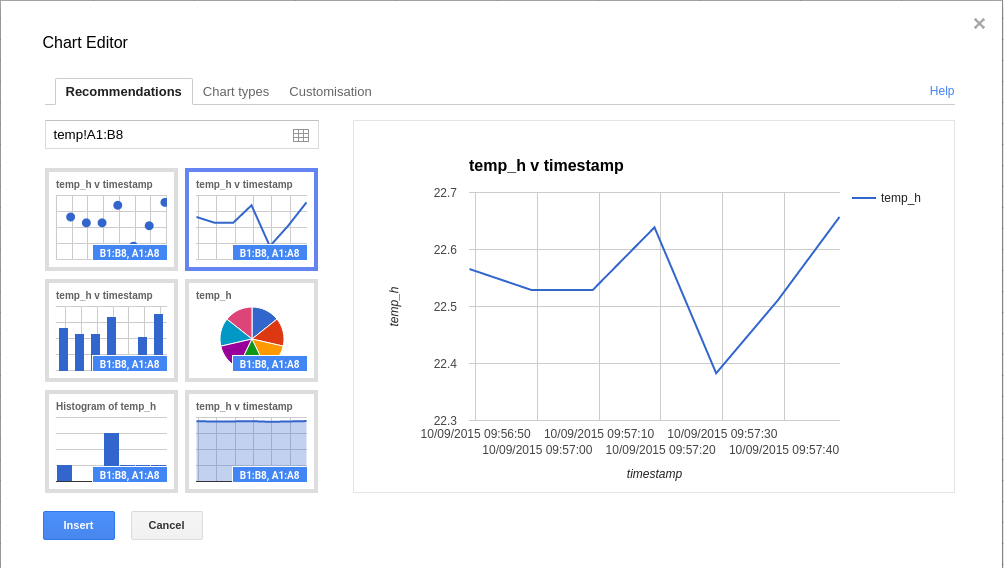 ×
Chart Editor
Recommendations Chart types Customisation Help
temp!A1:B8
temp_h v timestamp
B1:B8, A1:A8
temp_h v timestamp
B1:B8, A1:A8
temp_h v timestamp
B1:B8, A1:A8
temp_h
B1:B8, A1:A8
Histogram of temp_h
B1:B8, A1:A8
temp_h v timestamp
B1:B8, A1:A8
temp_h v timestamp
22.7
22.6
22.5
22.4
22.3
temp_h
temp_h
10/09/2015 09:56:50 10/09/2015 09:57:10 10/09/2015 09:57:30
10/09/2015 09:57:00 10/09/2015 09:57:20 10/09/2015 09:57:40
timestamp
Insert Cancel